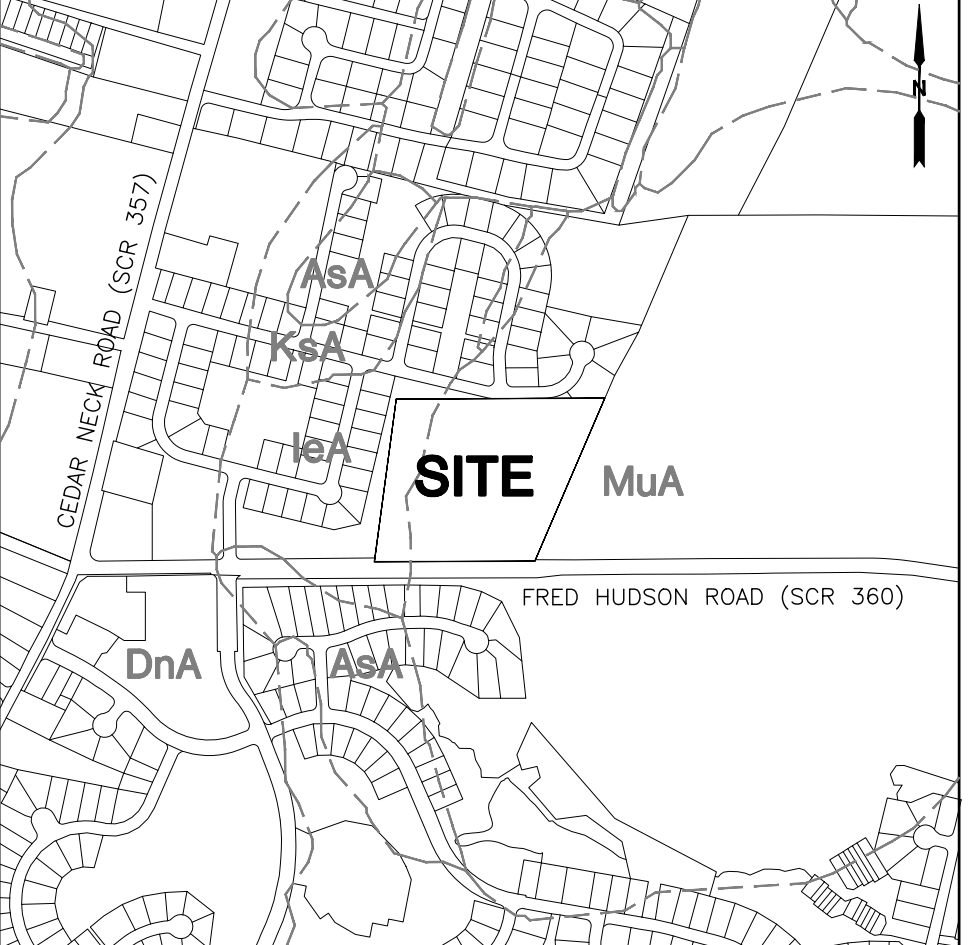 N
CEDAR NECK ROAD (SCR 357)
AsA
KsA
IeA
SITE
MuA
FRED HUDSON ROAD (SCR 360)
DnA
AsA